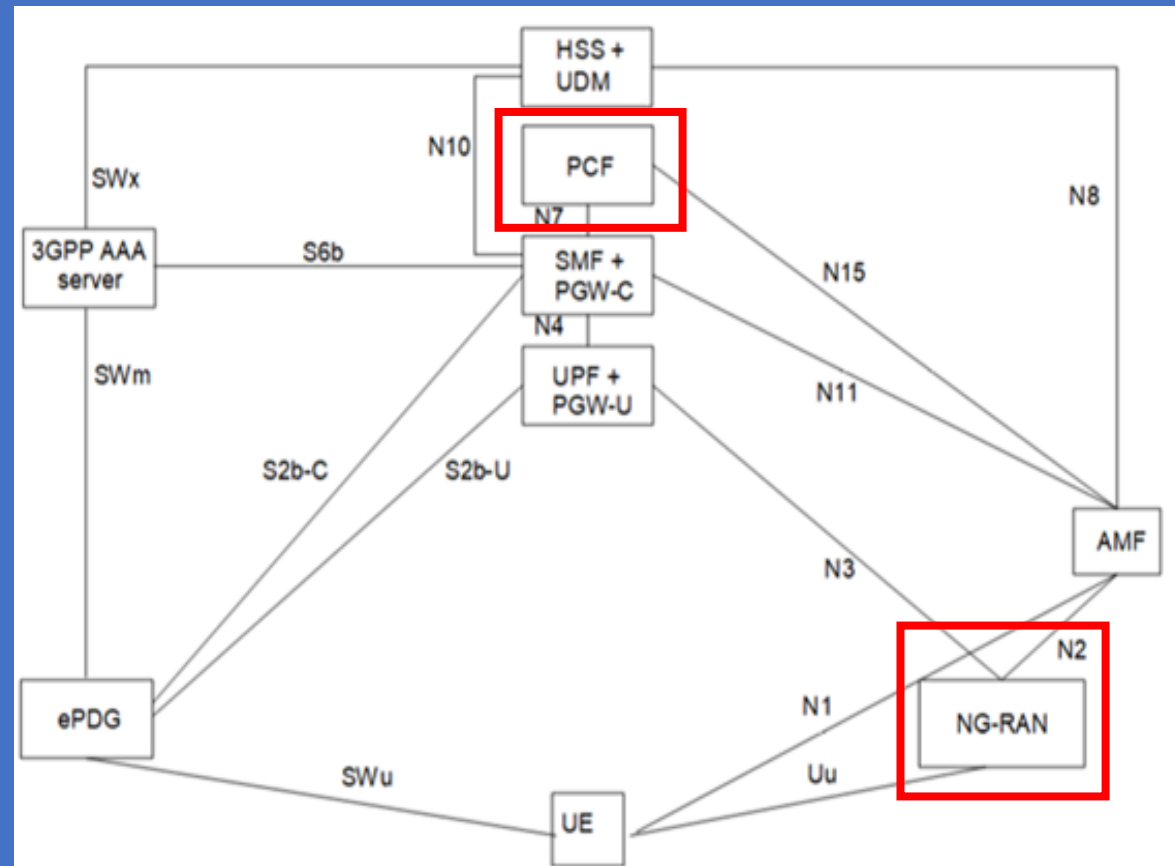 HSS +
UDM
N10
PCF
SWx
N8
N7
3GPP AAA
server
S6b
SMF +
PGW-C
N15
N4
SWm
UPF +
PGW-U
N11
S2b-C
S2b-U
AMF
N3
N2
ePDG
N1
NG-RAN
SWu
Uu
UE